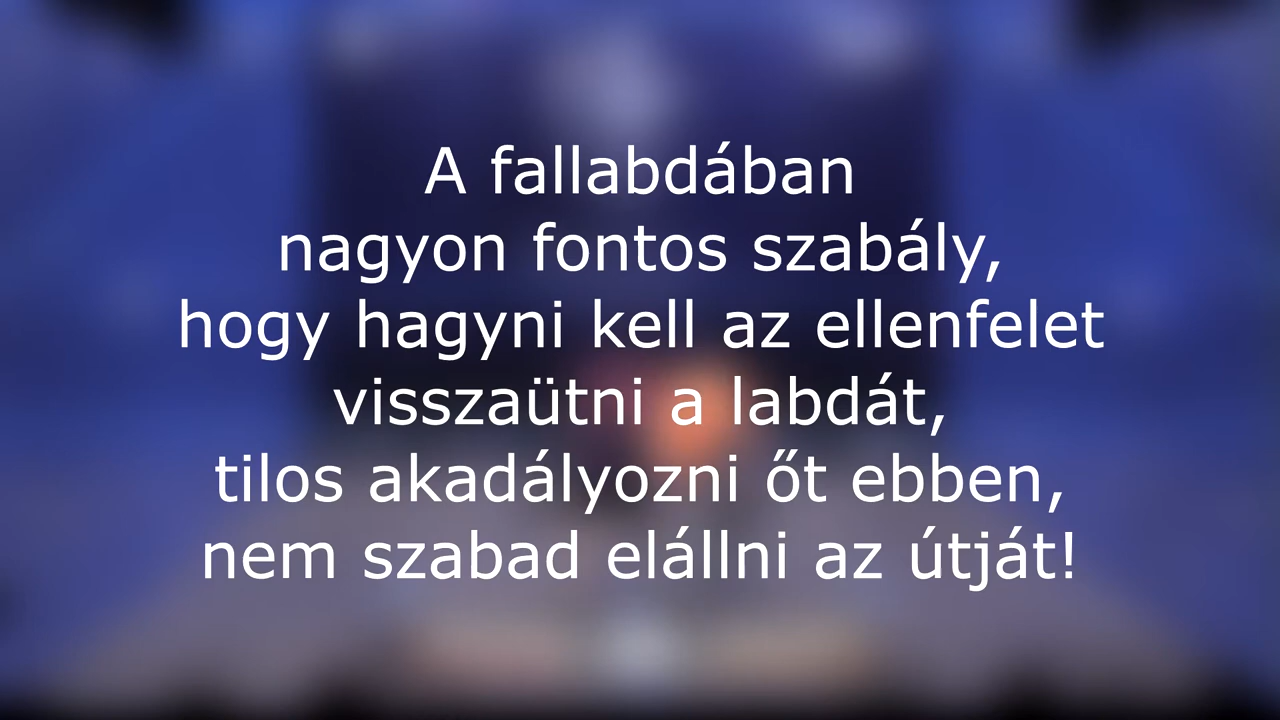 A fallabdában
nagyon fontos szabály,
hogy hagyni kell az ellenfelet
visszaütni a labdát,
tilos akadályozni őt ebben,
nem szabad elállni az útját!